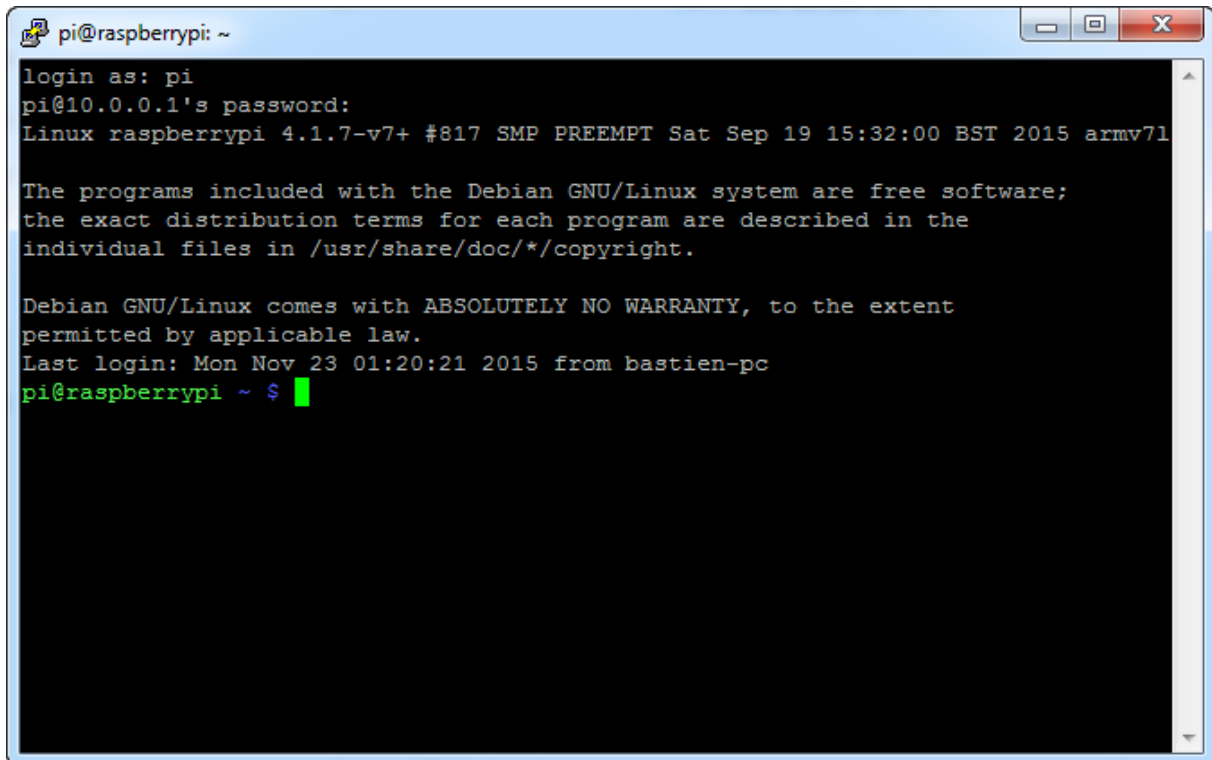 pi@raspberrypi: ~
login as: pi
pi@10.0.0.1's password:
Linux raspberrypi 4.1.7-v7+ #817 SMP PREEMPT Sat Sep 19 15:32:00 BST 2015 armv7l
The programs included with the Debian GNU/Linux system are free software;
the exact distribution terms for each program are described in the
individual files in /usr/share/doc/*/copyright.
Debian GNU/Linux comes with ABSOLUTELY NO WARRANTY, to the extent
permitted by applicable law.
Last login: Mon Nov 23 01:20:21 2015 from bastien-pc
pi@raspberrypi ~ $